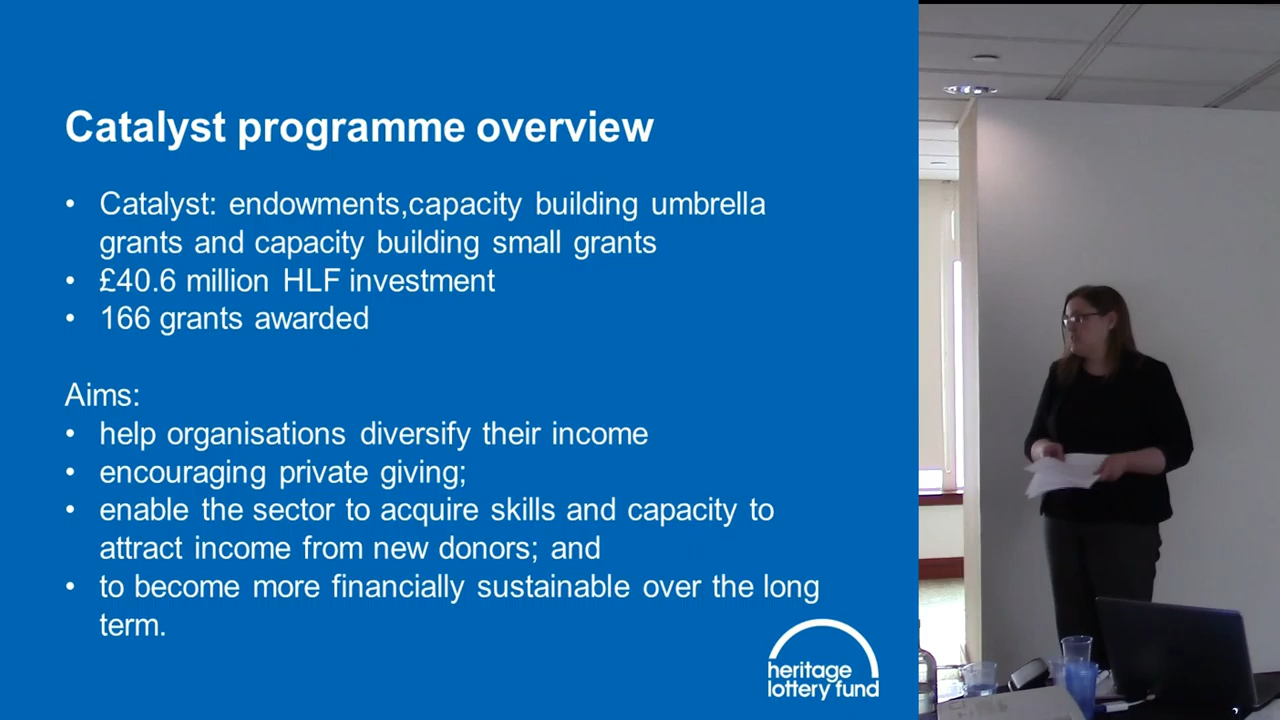 Catalyst programme overview
• Catalyst: endowments,capacity building umbrella
grants and capacity building small grants
• £40.6 million HLF investment
• 166 grants awarded
Aims:
• help organisations diversify their income
• encouraging private giving;
• enable the sector to acquire skills and capacity to
attract income from new donors; and
• to become more financially sustainable over the long
term.
heritage
lottery fund